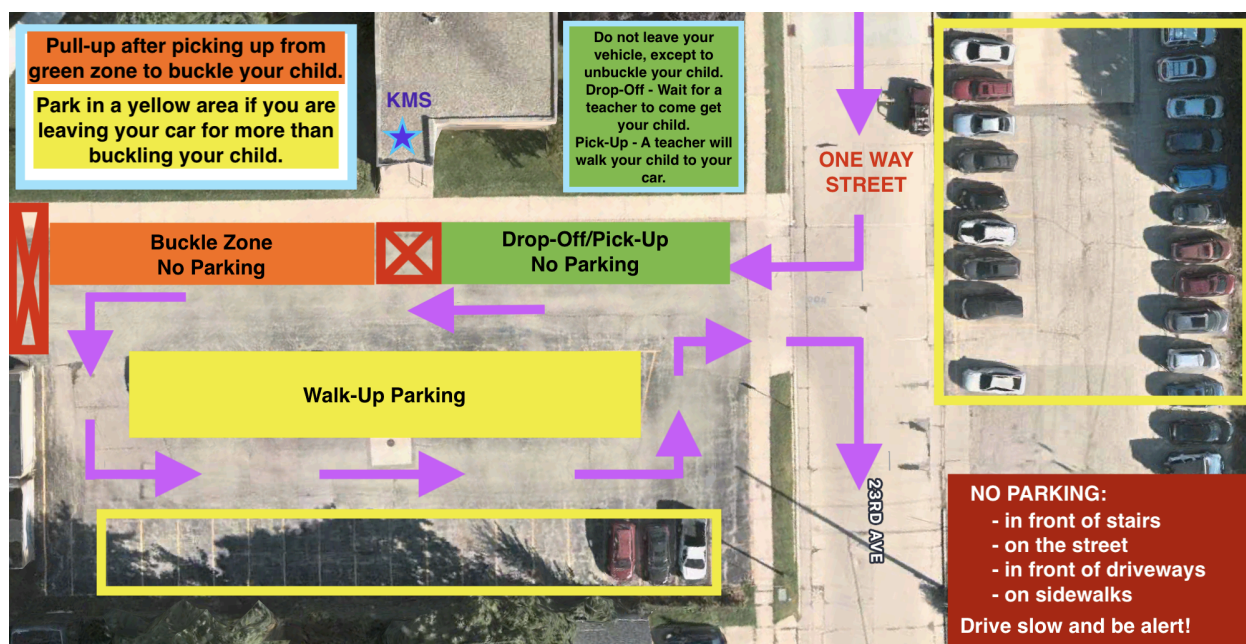 Pull-up after picking up from
green zone to buckle your child.
Park in a yellow area if you are
leaving your car for more than
buckling your child.
KMS
Do not leave your
vehicle, except to
unbuckle your child.
Drop-Off - Wait for a
teacher to come get
your child.
Pick-Up - A teacher will
walk your child to your
car.
ONE WAY
STREET
Buckle Zone
No Parking
Drop-Off/Pick-Up
No Parking
Walk-Up Parking
23RD AVE
NO PARKING:
- in front of stairs
- on the street
- in front of driveways
- on sidewalks
Drive slow and be alert!